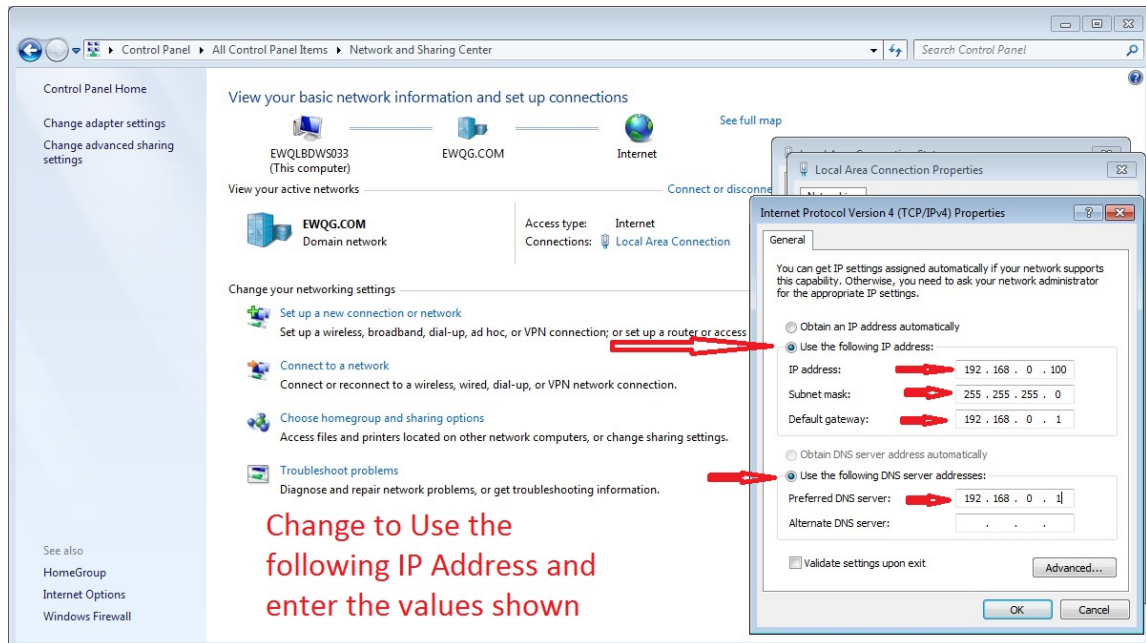 Control Panel
All Control Panel Items
Network and Sharing Center
Search Control Panel
Control Panel Home
Change adapter settings
Change advanced sharing
settings
See also
HomeGroup
Internet Options
Windows Firewall
View your basic network information and set up connections
See full map
EWQLBDWS033
(This computer)
EWQG.COM
Internet
View your active networks
Connect or disconne
EWQG.COM
Domain network
Access type: Internet
Connections: Local Area Connection
Change your networking settings
Set up a new connection or network
Set up a wireless, broadband, dial-up, ad hoc, or VPN connection; or set up a router or access
Connect to a network
Connect or reconnect to a wireless, wired, dial-up, or VPN network connection.
Choose homegroup and sharing options
Access files and printers located on other network computers, or change sharing settings.
Troubleshoot problems
Diagnose and repair network problems, or get troubleshooting information.
Change to Use the
following IP Address and
enter the values shown
Local Area Connection Properties
Internet Protocol Version 4 (TCP/IPv4) Properties
General
You can get IP settings assigned automatically if your network supports
this capability. Otherwise, you need to ask your network administrator
for the appropriate IP settings.
Obtain an IP address automatically
Use the following IP address:
IP address: 192 . 168 . 0 . 100
Subnet mask: 255 . 255 . 255 . 0
Default gateway: 192 . 168 . 0 . 1
Obtain DNS server address automatically
Use the following DNS server addresses:
Preferred DNS server: 192 . 168 . 0 . 1
Alternate DNS server: . . .
Validate settings upon exit
Advanced...
OK
Cancel